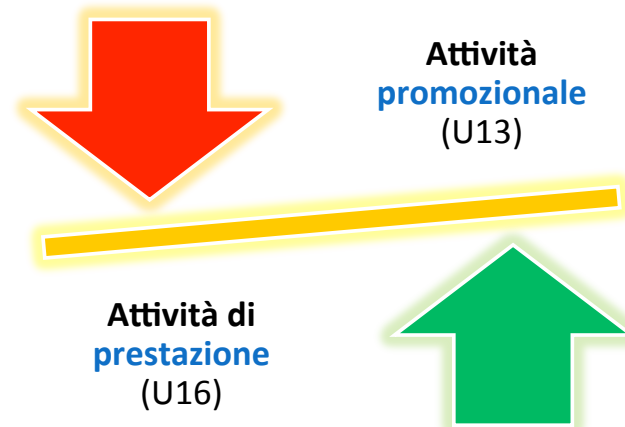 Attività
promozionale
(U13)
Attività di
prestazione
(U16)